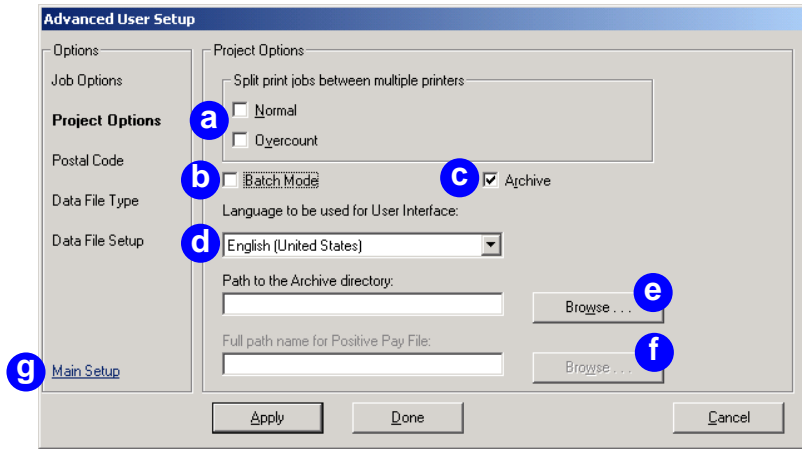 Advanced User Setup
Options
Job Options
Project Options
Postal Code
Data File Type
Data File Setup
g Main Setup
Project Options
Split print jobs between multiple printers
a
Normal
Overcount
b Batch Mode
c Archive
Language to be used for User Interface:
d English (United States)
Path to the Archive directory:
Browse . . . e
Full path name for Positive Pay File:
Browse . . . f
Apply Done Cancel